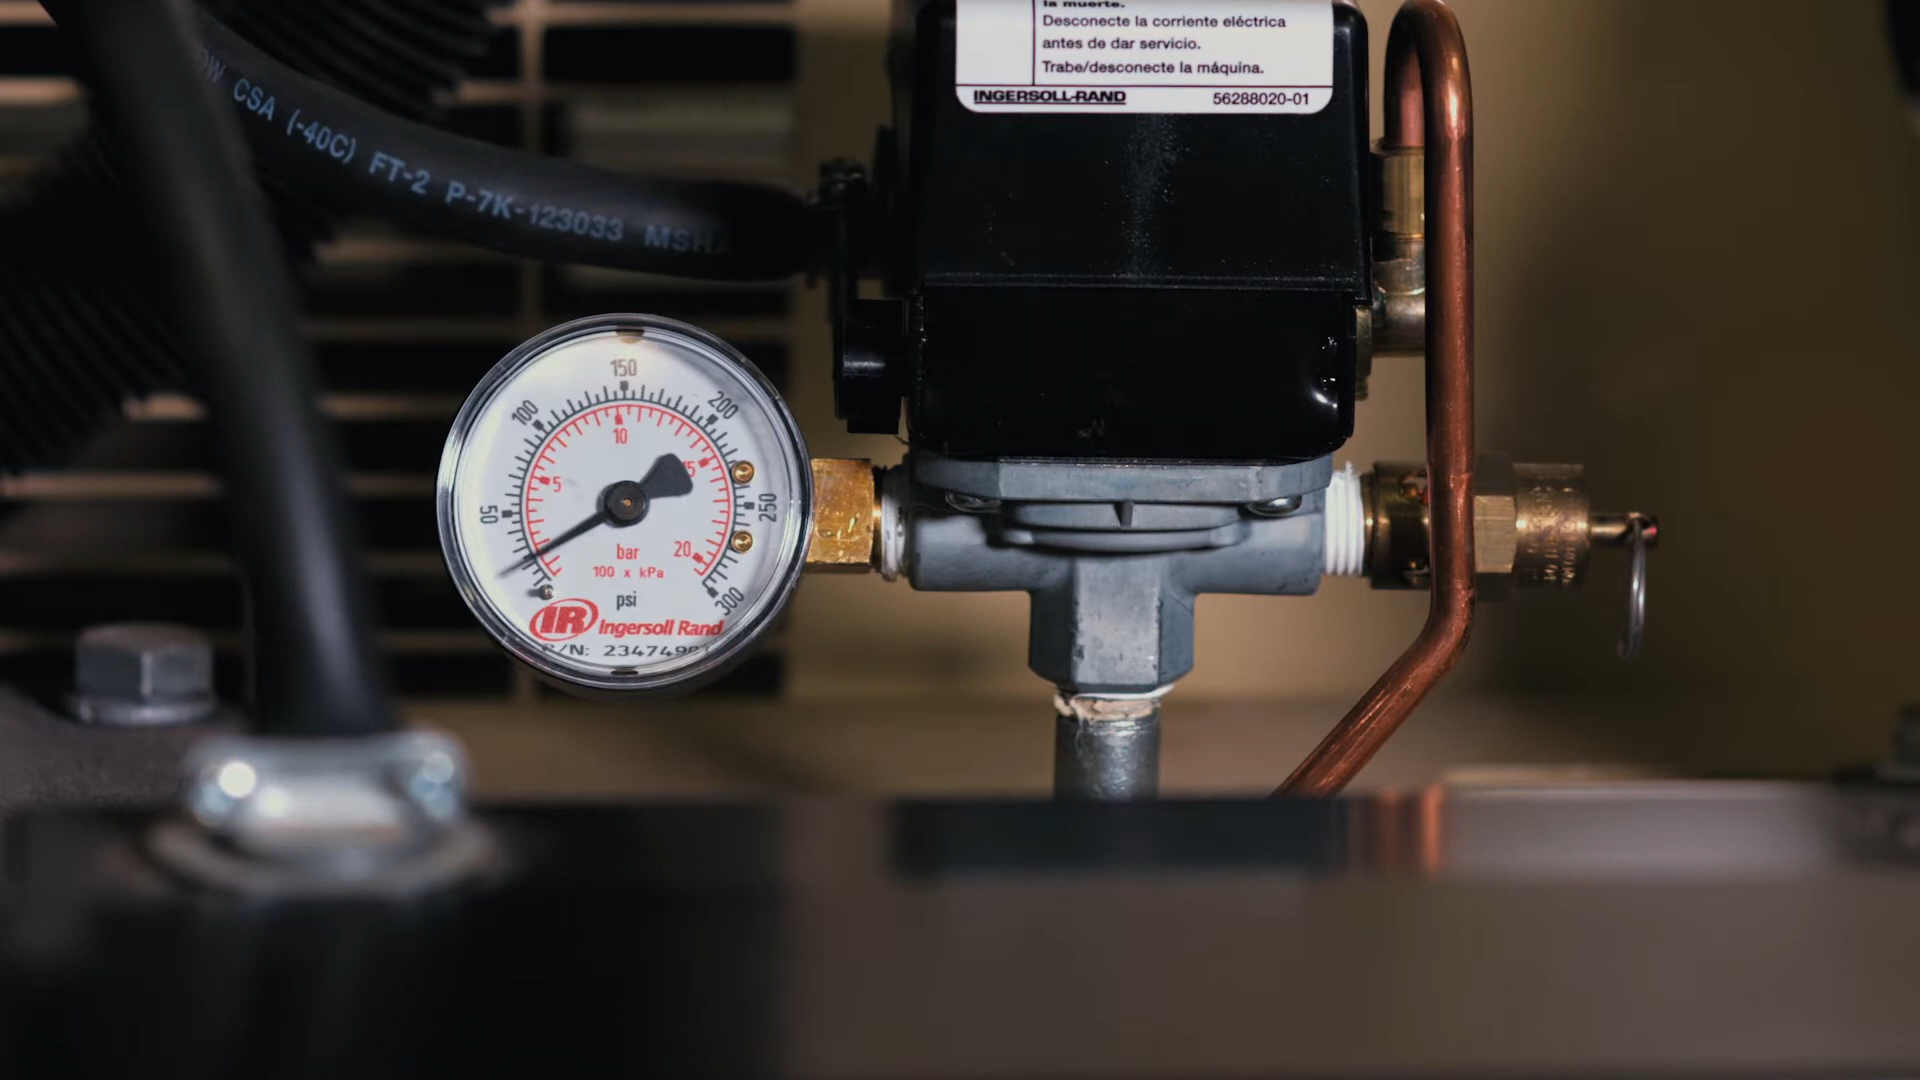 la muerte.
Desconecte la corriente eléctrica
antes de dar servicio.
Trabe/desconecte la máquina.
INGERSOLL-RAND 56288020-01
CSA (-40C) FT-2 P-7K-123033 MSHA
50
100
150
200
250
300
5
10
20
bar
100 x kPa
psi
IR Ingersoll Rand